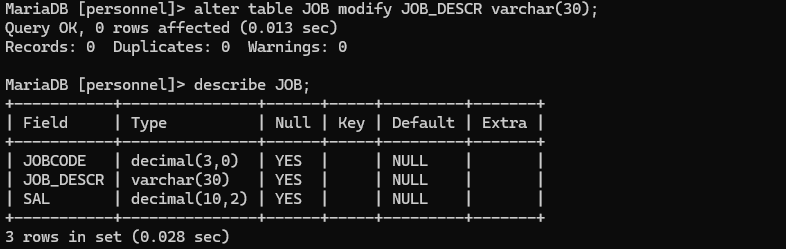 MariaDB [personnel]> alter table JOB modify JOB_DESCR varchar(30);
Query OK, 0 rows affected (0.013 sec)
Records: 0  Duplicates: 0  Warnings: 0

MariaDB [personnel]> describe JOB;
+-----------+---------------+------+-----+---------+-------+
| Field     | Type          | Null | Key | Default | Extra |
+-----------+---------------+------+-----+---------+-------+
| JOBCODE   | decimal(3,0)  | YES  |     | NULL    |       |
| JOB_DESCR | varchar(30)   | YES  |     | NULL    |       |
| SAL       | decimal(10,2) | YES  |     | NULL    |       |
+-----------+---------------+------+-----+---------+-------+
3 rows in set (0.028 sec)